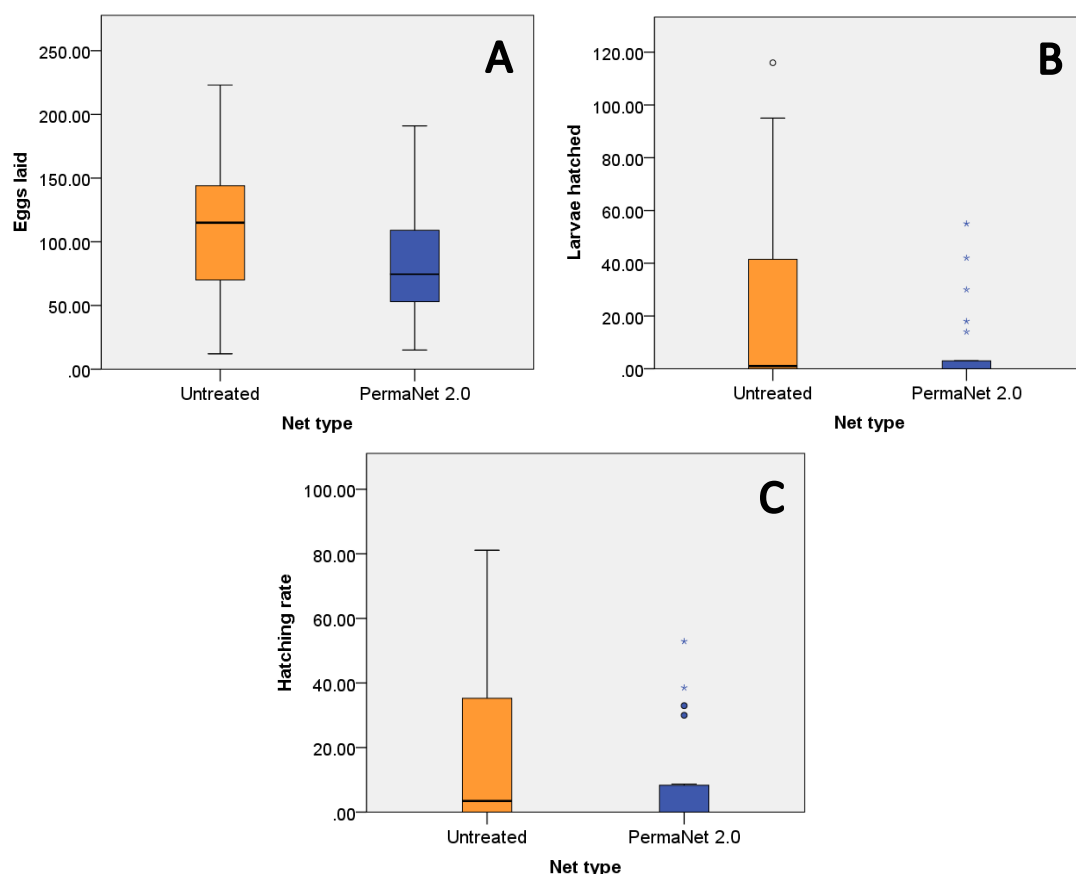 A
250.00
200.00
150.00
100.00
50.00
.00
Eggs laid
Untreated
PermaNet 2.0
Net type
B
120.00
100.00
80.00
60.00
40.00
20.00
.00
Larvae hatched
Untreated
PermaNet 2.0
Net type
C
100.00
80.00
60.00
40.00
20.00
.00
Hatching rate
Untreated
PermaNet 2.0
Net type